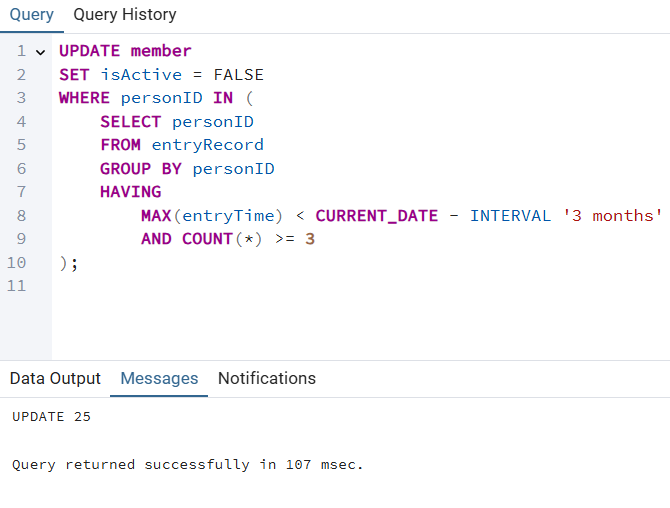 Query Query History
1 UPDATE member
2 SET isActive = FALSE
3 WHERE personID IN (
4 SELECT personID
5 FROM entryRecord
6 GROUP BY personID
7 HAVING
8 MAX(entryTime) < CURRENT_DATE - INTERVAL '3 months'
9 AND COUNT(*) >= 3
10 );
11
Data Output Messages Notifications
UPDATE 25
Query returned successfully in 107 msec.